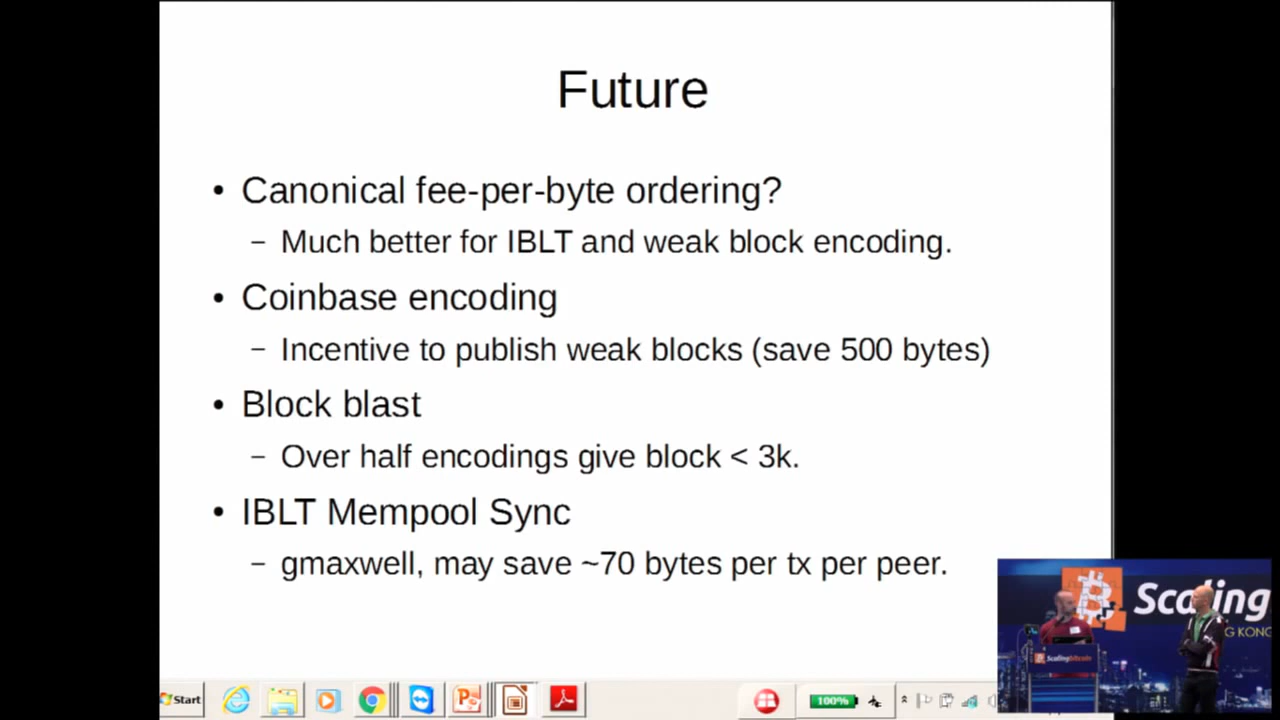 Future
• Canonical fee-per-byte ordering?
– Much better for IBLT and weak block encoding.
• Coinbase encoding
– Incentive to publish weak blocks (save 500 bytes)
• Block blast
– Over half encodings give block < 3k.
• IBLT Mempool Sync
– gmaxwell, may save ~70 bytes per tx per peer.
Scaling
G KONG
Scalingbitcoin
Start
100%